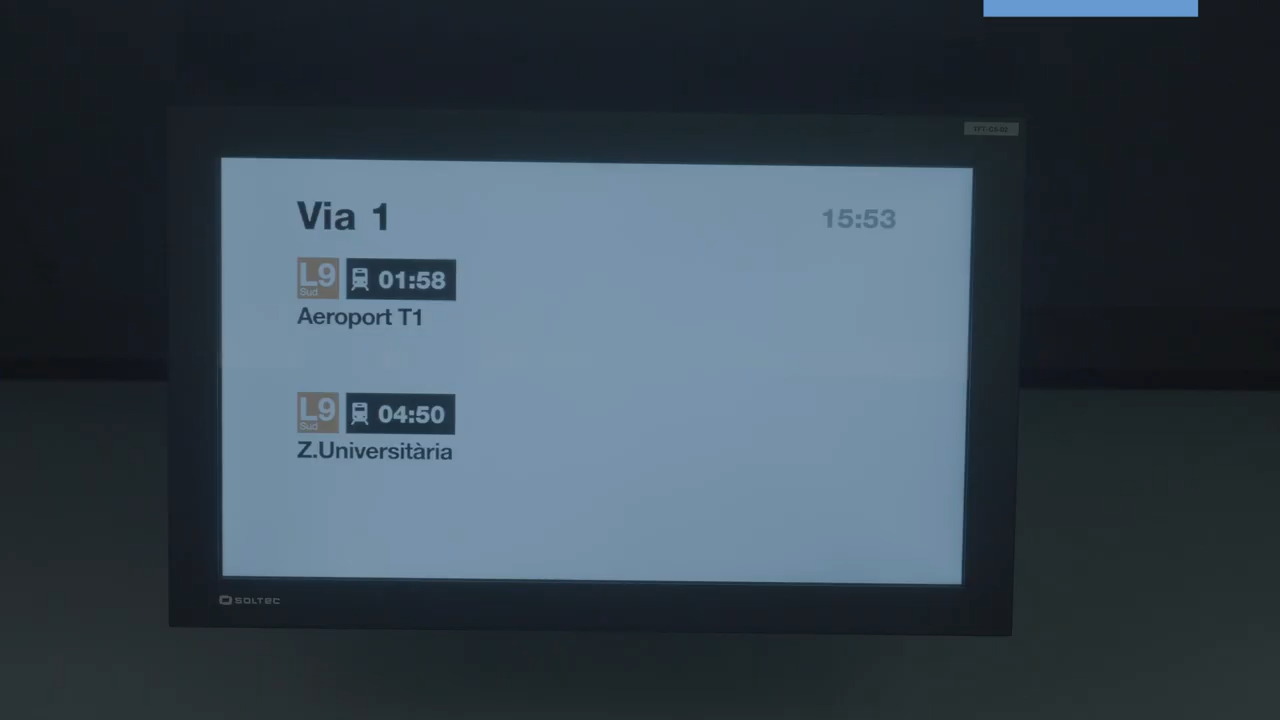 Via 1
15:53
L9 Sud 01:58
Aeroport T1
L9 Sud 04:50
Z.Universitària
SOLTEC